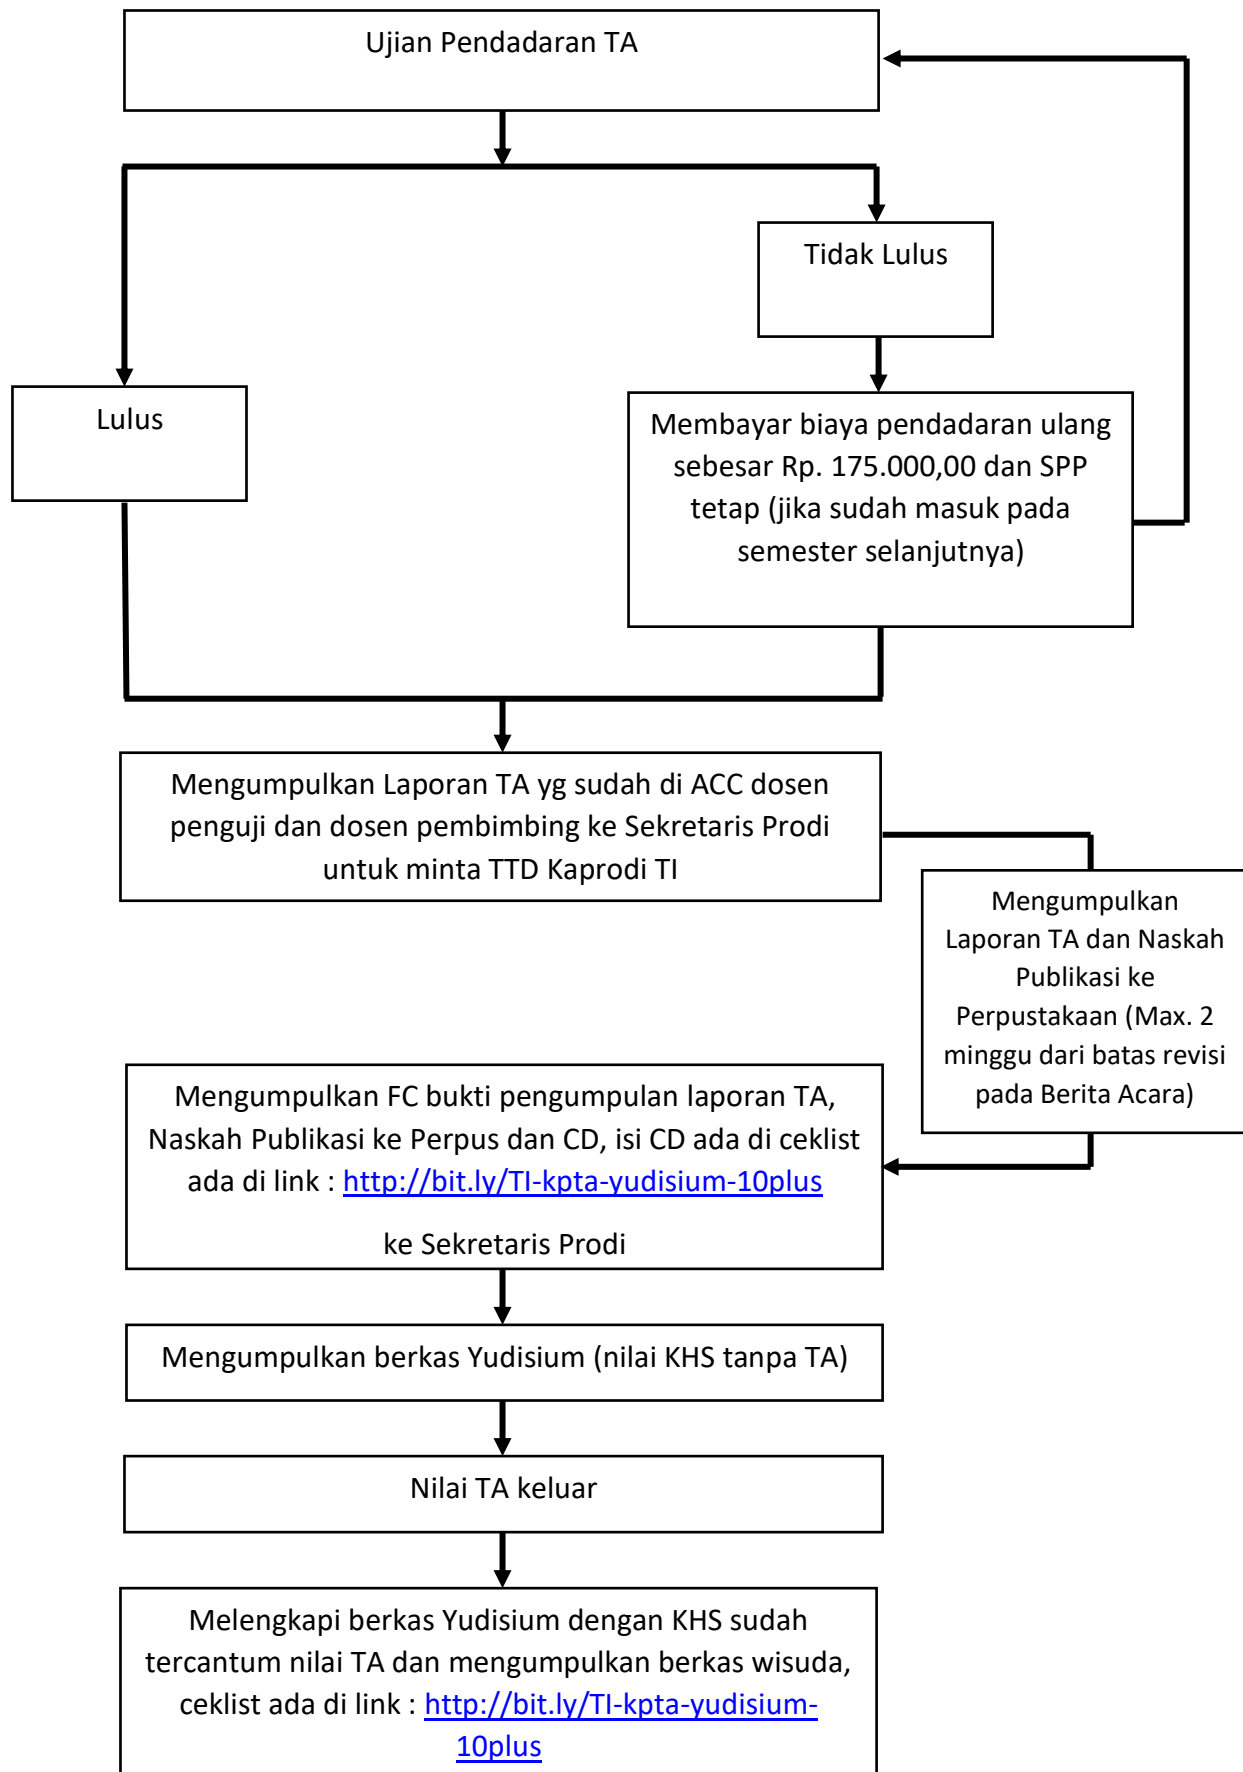 Ujian Pendadaran TA
Tidak Lulus
Lulus
Membayar biaya pendadaran ulang
sebesar Rp. 175.000,00 dan SPP
tetap (jika sudah masuk pada
semester selanjutnya)
Mengumpulkan Laporan TA yg sudah di ACC dosen
penguji dan dosen pembimbing ke Sekretaris Prodi
untuk minta TTD Kaprodi TI
Mengumpulkan
Laporan TA dan Naskah
Publikasi ke
Perpustakaan (Max. 2
minggu dari batas revisi
pada Berita Acara)
Mengumpulkan FC bukti pengumpulan laporan TA,
Naskah Publikasi ke Perpus dan CD, isi CD ada di ceklist
ada di link : http://bit.ly/TI-kpta-yudisium-10plus
ke Sekretaris Prodi
Mengumpulkan berkas Yudisium (nilai KHS tanpa TA)
Nilai TA keluar
Melengkapi berkas Yudisium dengan KHS sudah
tercantum nilai TA dan mengumpulkan berkas wisuda,
ceklist ada di link : http://bit.ly/TI-kpta-yudisium-
10plus